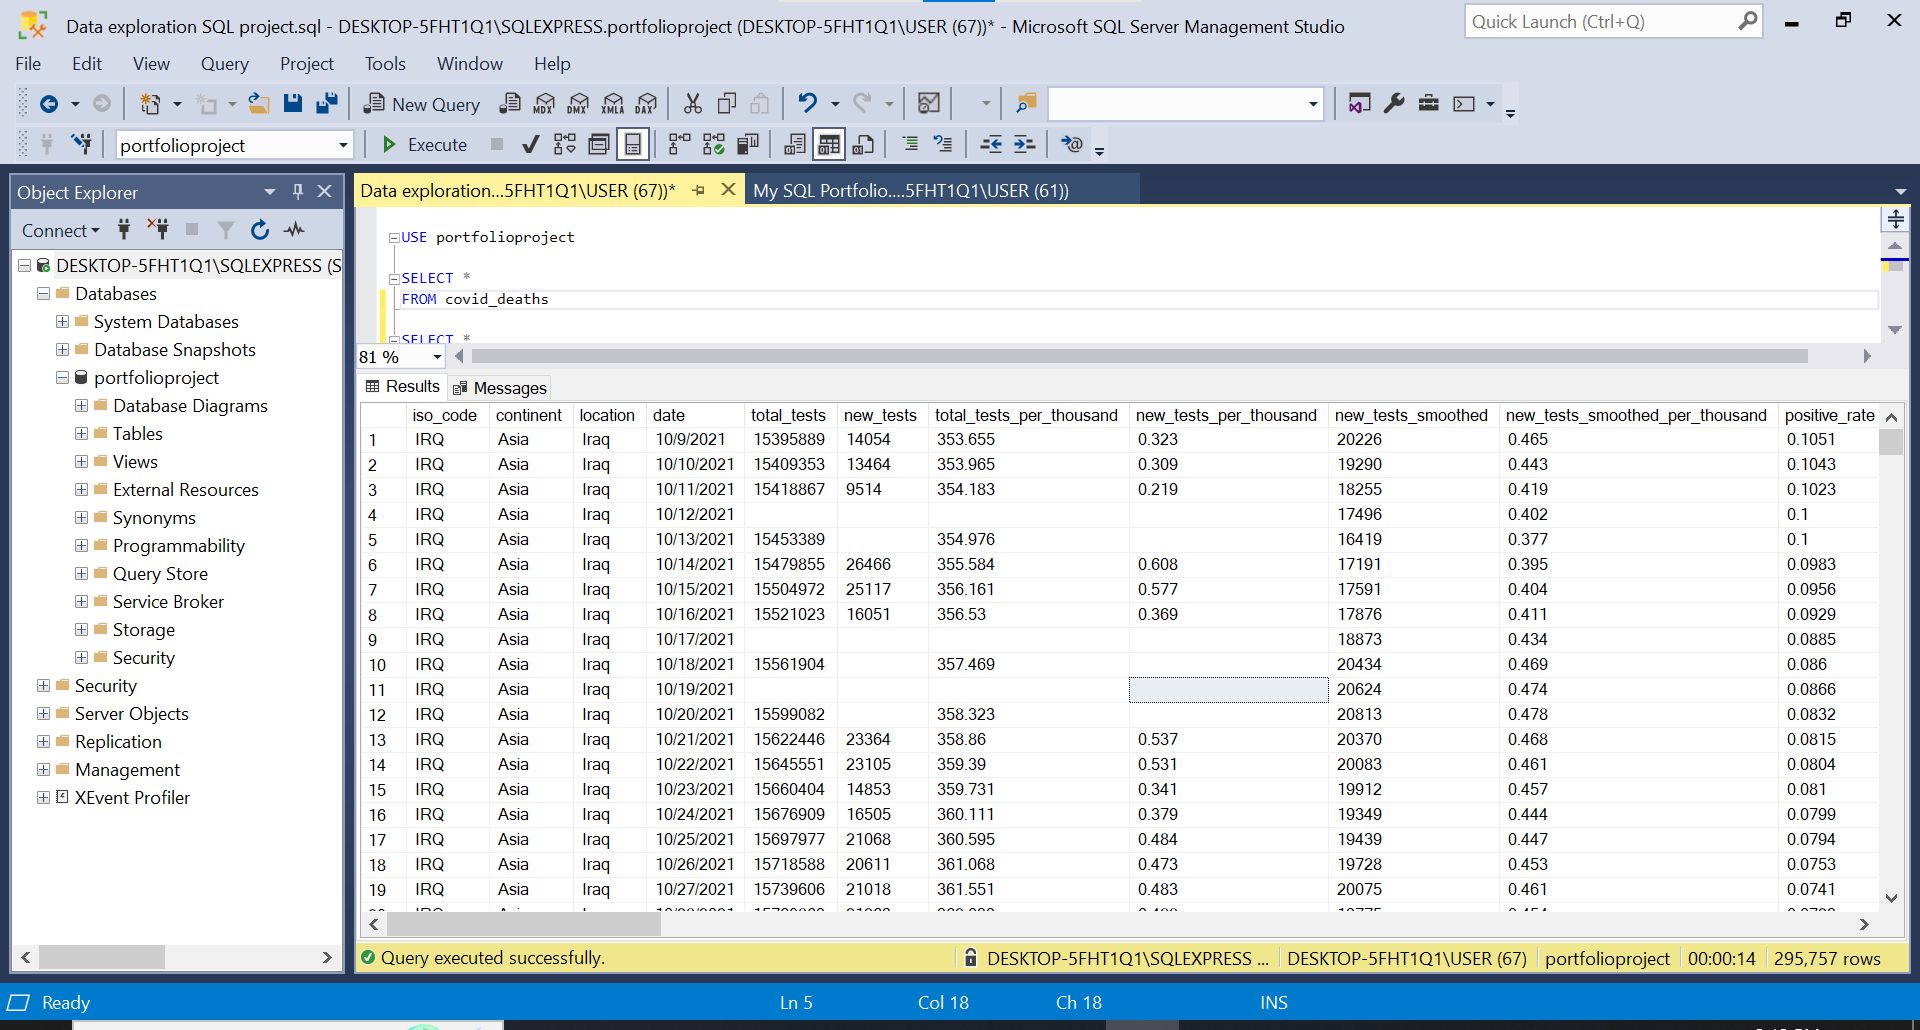 Data exploration SQL project.sql - DESKTOP-5FHT1Q1\SQLEXPRESS.portfolioproject (DESKTOP-5FHT1Q1\USER (67))* - Microsoft SQL Server Management Studio
Quick Launch (Ctrl+Q)
File Edit View Query Project Tools Window Help
New Query MDX DMX XMLA DAX
portfolioproject Execute
Object Explorer
Data exploration...5FHT1Q1\USER (67))* My SQL Portfolio....5FHT1Q1\USER (61))
Connect
DESKTOP-5FHT1Q1\SQLEXPRESS (S
Databases
System Databases
Database Snapshots
portfolioproject
Database Diagrams
Tables
Views
External Resources
Synonyms
Programmability
Query Store
Service Broker
Storage
Security
Security
Server Objects
Replication
Management
XEvent Profiler
USE portfolioproject
SELECT *
FROM covid_deaths
SELECT *
81 %
Results Messages
iso_code continent location date total_tests new_tests total_tests_per_thousand new_tests_per_thousand new_tests_smoothed new_tests_smoothed_per_thousand positive_rate
1 IRQ Asia Iraq 10/9/2021 15395889 14054 353.655 0.323 20226 0.465 0.1051
2 IRQ Asia Iraq 10/10/2021 15409353 13464 353.965 0.309 19290 0.443 0.1043
3 IRQ Asia Iraq 10/11/2021 15418867 9514 354.183 0.219 18255 0.419 0.1023
4 IRQ Asia Iraq 10/12/2021 17496 0.402 0.1
5 IRQ Asia Iraq 10/13/2021 15453389 354.976 16419 0.377 0.1
6 IRQ Asia Iraq 10/14/2021 15479855 26466 355.584 0.608 17191 0.395 0.0983
7 IRQ Asia Iraq 10/15/2021 15504972 25117 356.161 0.577 17591 0.404 0.0956
8 IRQ Asia Iraq 10/16/2021 15521023 16051 356.53 0.369 17876 0.411 0.0929
9 IRQ Asia Iraq 10/17/2021 18873 0.434 0.0885
10 IRQ Asia Iraq 10/18/2021 15561904 357.469 20434 0.469 0.086
11 IRQ Asia Iraq 10/19/2021 20624 0.474 0.0866
12 IRQ Asia Iraq 10/20/2021 15599082 358.323 20813 0.478 0.0832
13 IRQ Asia Iraq 10/21/2021 15622446 23364 358.86 0.537 20370 0.468 0.0815
14 IRQ Asia Iraq 10/22/2021 15645551 23105 359.39 0.531 20083 0.461 0.0804
15 IRQ Asia Iraq 10/23/2021 15660404 14853 359.731 0.341 19912 0.457 0.081
16 IRQ Asia Iraq 10/24/2021 15676909 16505 360.111 0.379 19349 0.444 0.0799
17 IRQ Asia Iraq 10/25/2021 15697977 21068 360.595 0.484 19439 0.447 0.0794
18 IRQ Asia Iraq 10/26/2021 15718588 20611 361.068 0.473 19728 0.453 0.0753
19 IRQ Asia Iraq 10/27/2021 15739606 21018 361.551 0.483 20075 0.461 0.0741
Query executed successfully. DESKTOP-5FHT1Q1\SQLEXPRESS ... DESKTOP-5FHT1Q1\USER (67) portfolioproject 00:00:14 295,757 rows
Ready Ln 5 Col 18 Ch 18 INS